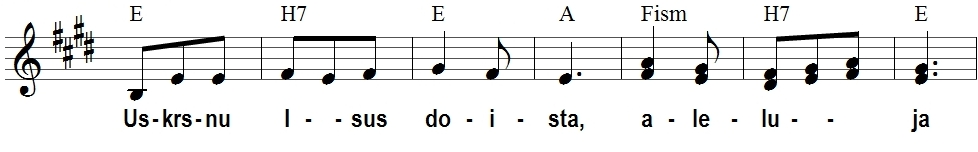 E H7 E A Fism H7 E
Us-krs-nu I - -sus do - i - sta, a - le - lu - - ja